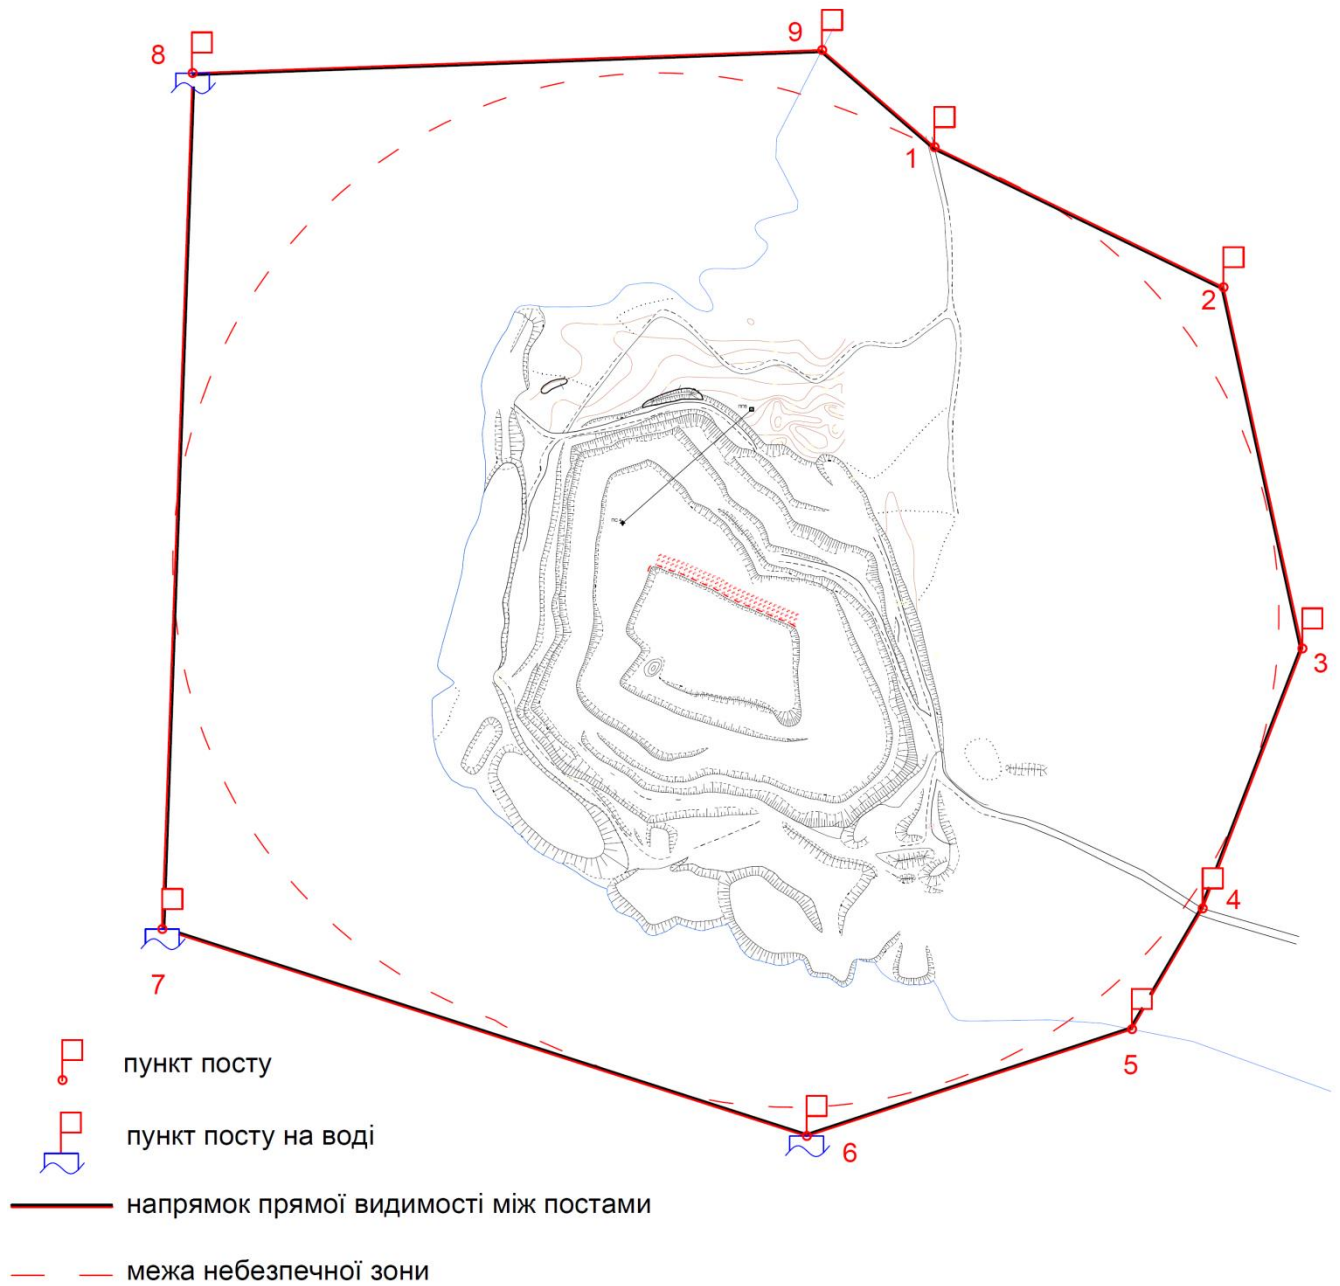 9
8
1
2
3
4
7
5
6
пункт посту
пункт посту на воді
напрямок прямої видимості між постами
межа небезпечної зони